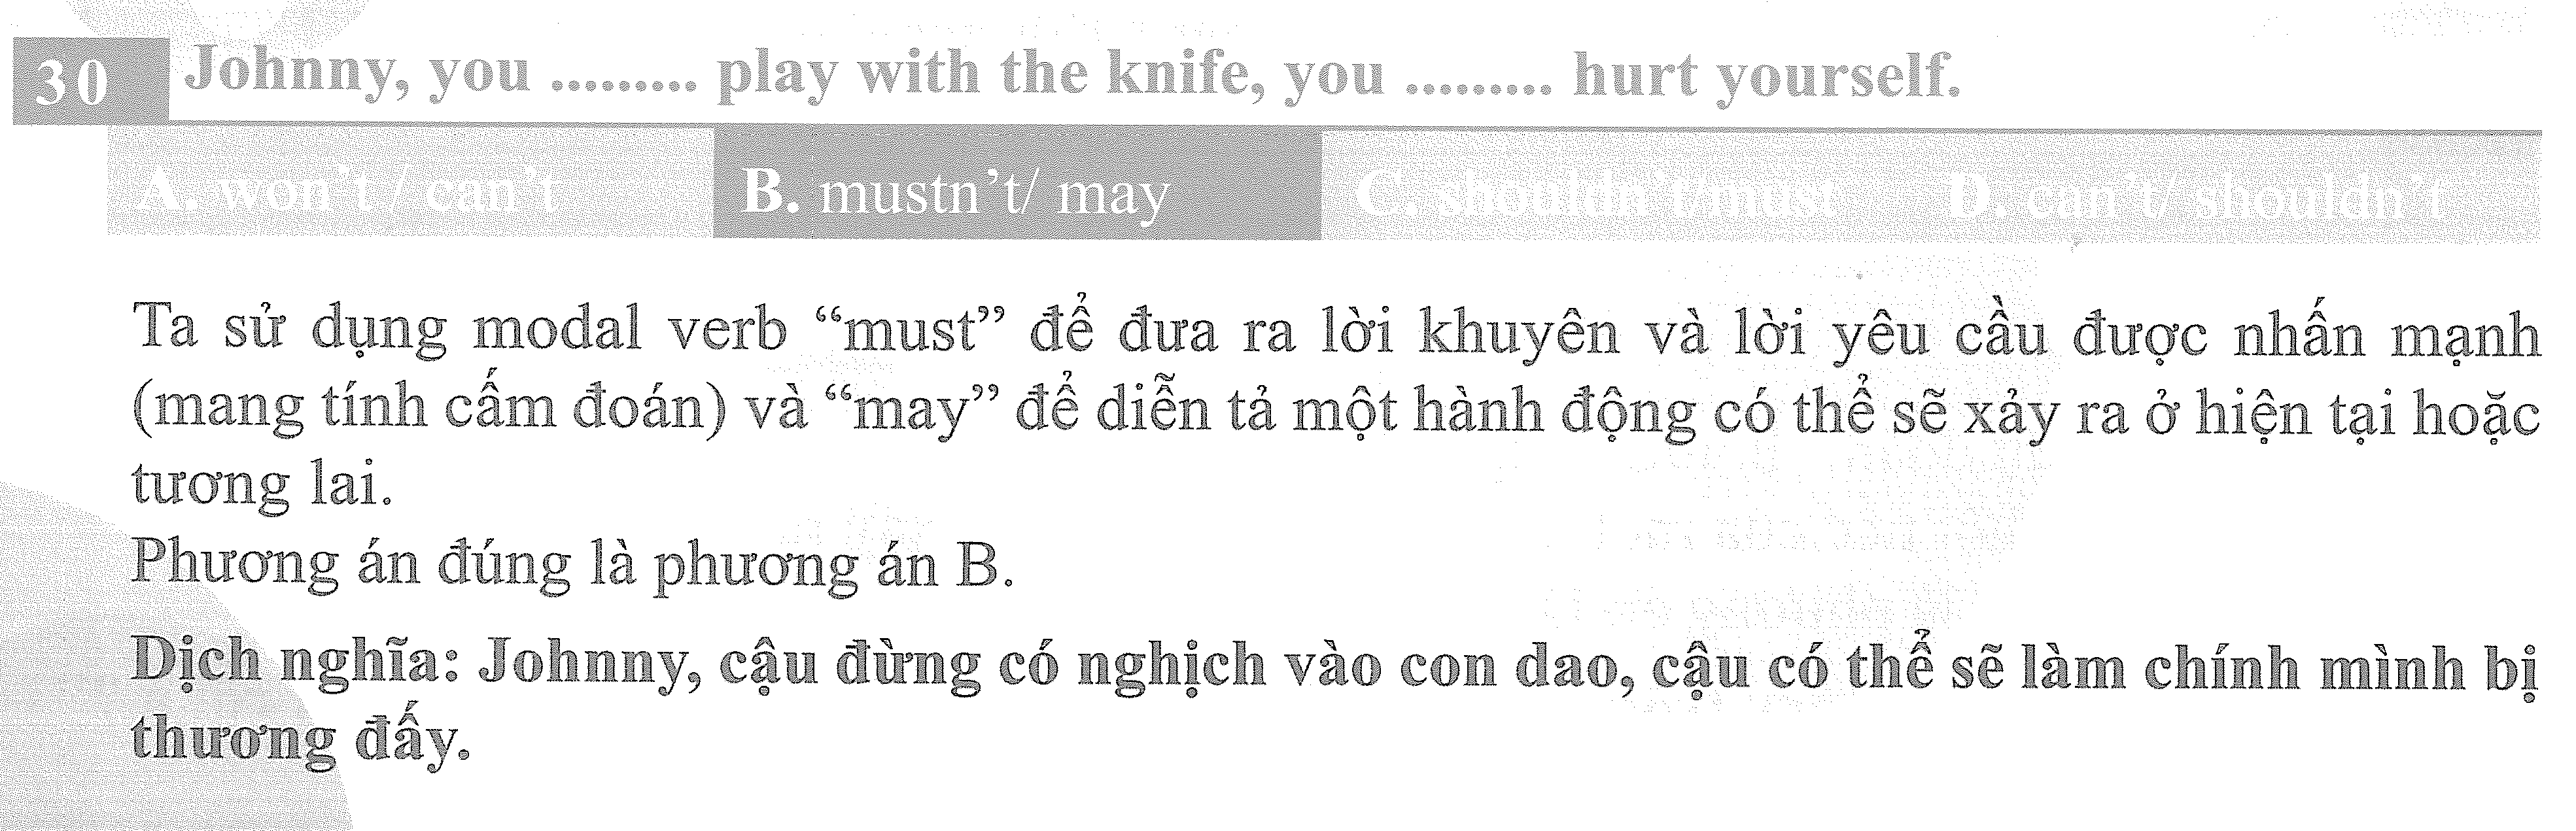 30 Johnny, you ......... play with the knife, you ......... hurt yourself.
A. won't / can't B. mustn't/ may C. shouldn't/must D. can't/ shouldn't
Ta sử dụng modal verb “must” để đưa ra lời khuyên và lời yêu cầu được nhấn mạnh
(mang tính cấm đoán) và “may” để diễn tả một hành động có thể sẽ xảy ra ở hiện tại hoặc
tương lai.
Phương án đúng là phương án B.
Dịch nghĩa: Johnny, cậu đừng có nghịch vào con dao, cậu có thể sẽ làm chính mình bị
thương đấy.